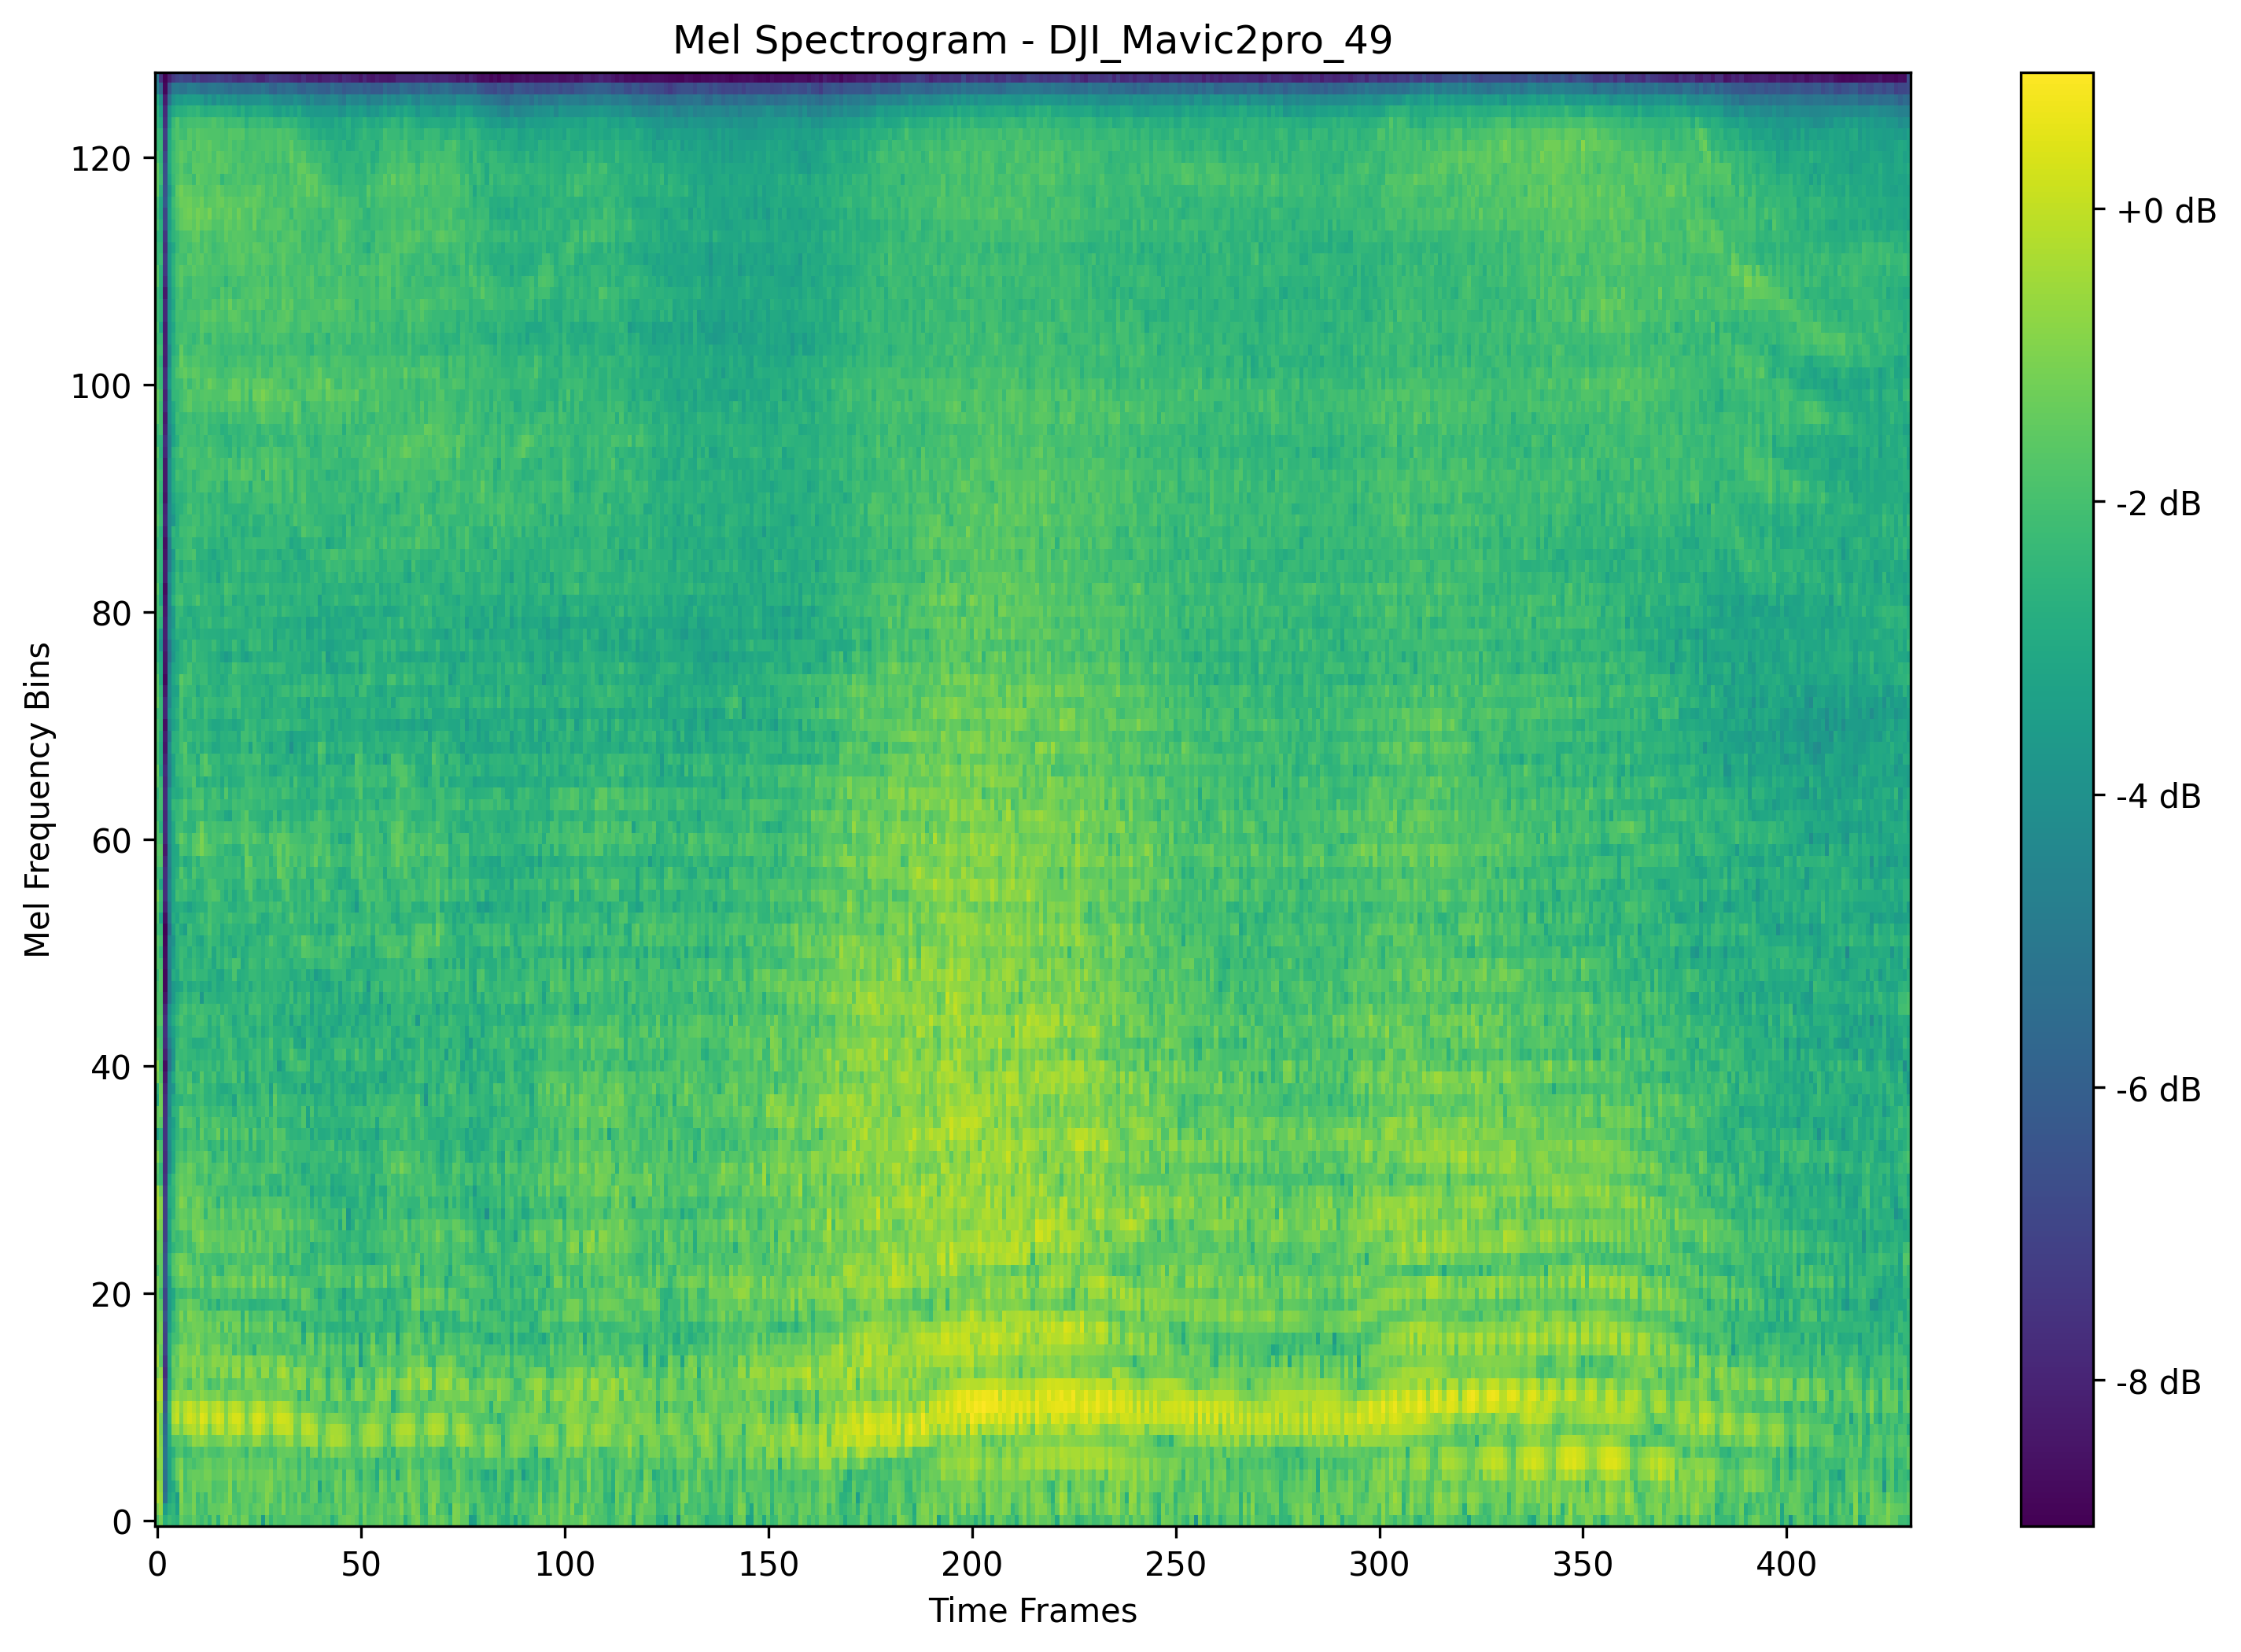 Mel Spectrogram - DJI_Mavic2pro_49
Mel Frequency Bins
120
100
80
60
40
20
0
0 50 100 150 200 250 300 350 400
Time Frames
+0 dB
-2 dB
-4 dB
-6 dB
-8 dB